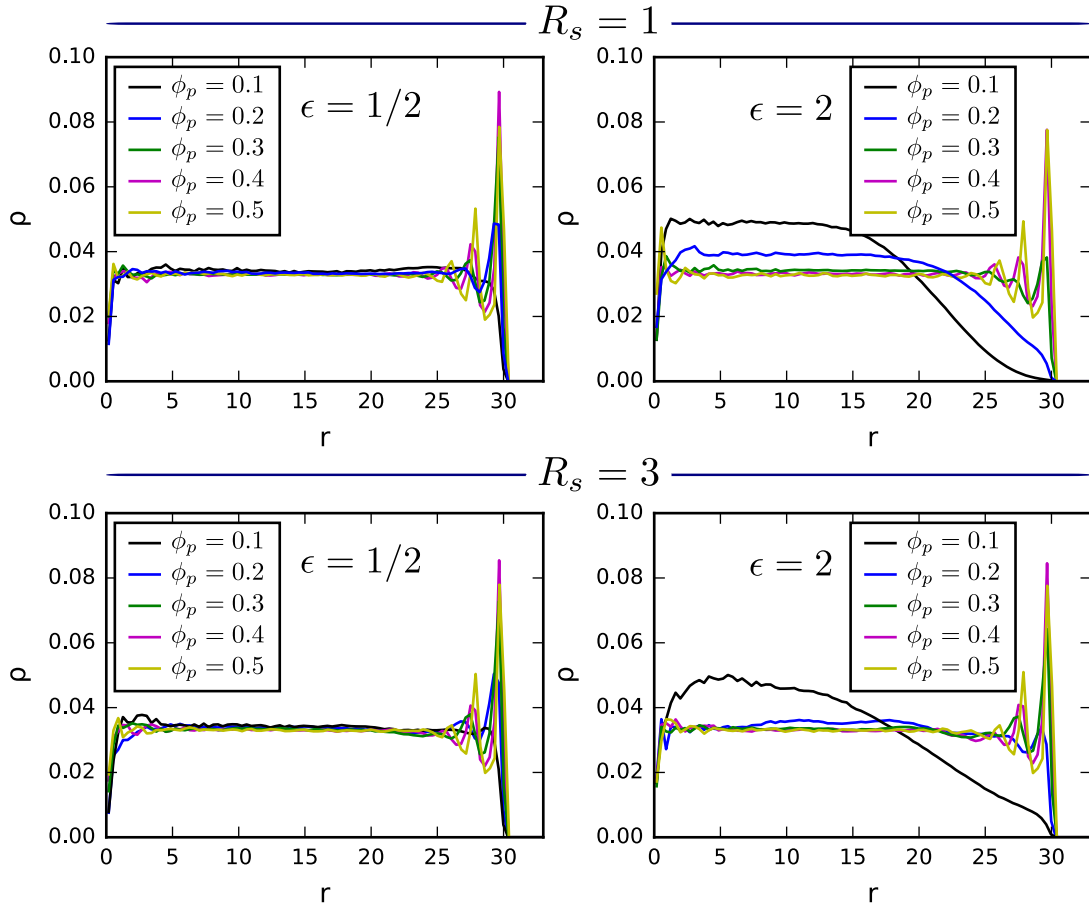 R_s = 1
0.10
0.08
0.06
0.04
0.02
0.00
ρ
ϕ_p = 0.1
ϕ_p = 0.2
ϕ_p = 0.3
ϕ_p = 0.4
ϕ_p = 0.5
ϵ = 1/2
0 5 10 15 20 25 30
r
0.10
0.08
0.06
0.04
0.02
0.00
ρ
ϵ = 2
ϕ_p = 0.1
ϕ_p = 0.2
ϕ_p = 0.3
ϕ_p = 0.4
ϕ_p = 0.5
0 5 10 15 20 25 30
r
R_s = 3
0.10
0.08
0.06
0.04
0.02
0.00
ρ
ϕ_p = 0.1
ϕ_p = 0.2
ϕ_p = 0.3
ϕ_p = 0.4
ϕ_p = 0.5
ϵ = 1/2
0 5 10 15 20 25 30
r
0.10
0.08
0.06
0.04
0.02
0.00
ρ
ϵ = 2
ϕ_p = 0.1
ϕ_p = 0.2
ϕ_p = 0.3
ϕ_p = 0.4
ϕ_p = 0.5
0 5 10 15 20 25 30
r